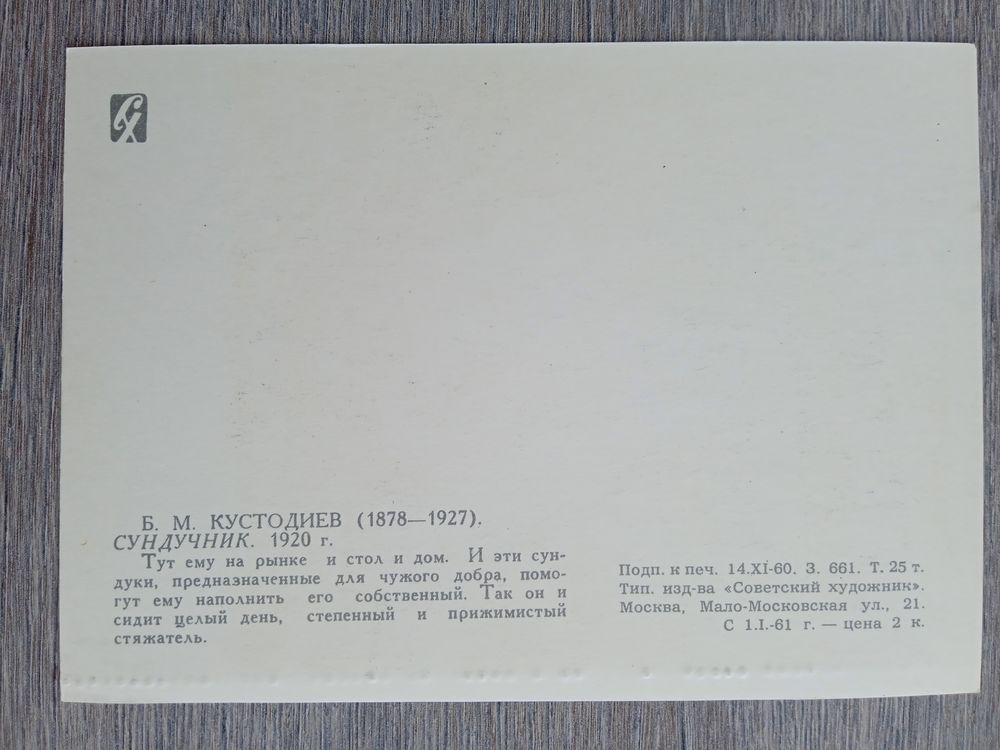 СХ
Б. М. КУСТОДИЕВ (1878—1927).
СУНДУЧНИК. 1920 г.
Тут ему на рынке и стол и дом. И эти сун-
дуки, предназначенные для чужого добра, помо-
гут ему наполнить его собственный. Так он и
сидит целый день, степенный и прижимистый
стяжатель.
Подп. к печ. 14.XI-60. З. 661. Т. 25 т.
Тип. изд-ва «Советский художник».
Москва, Мало-Московская ул., 21.
С 1.I.-61 г. — цена 2 к.